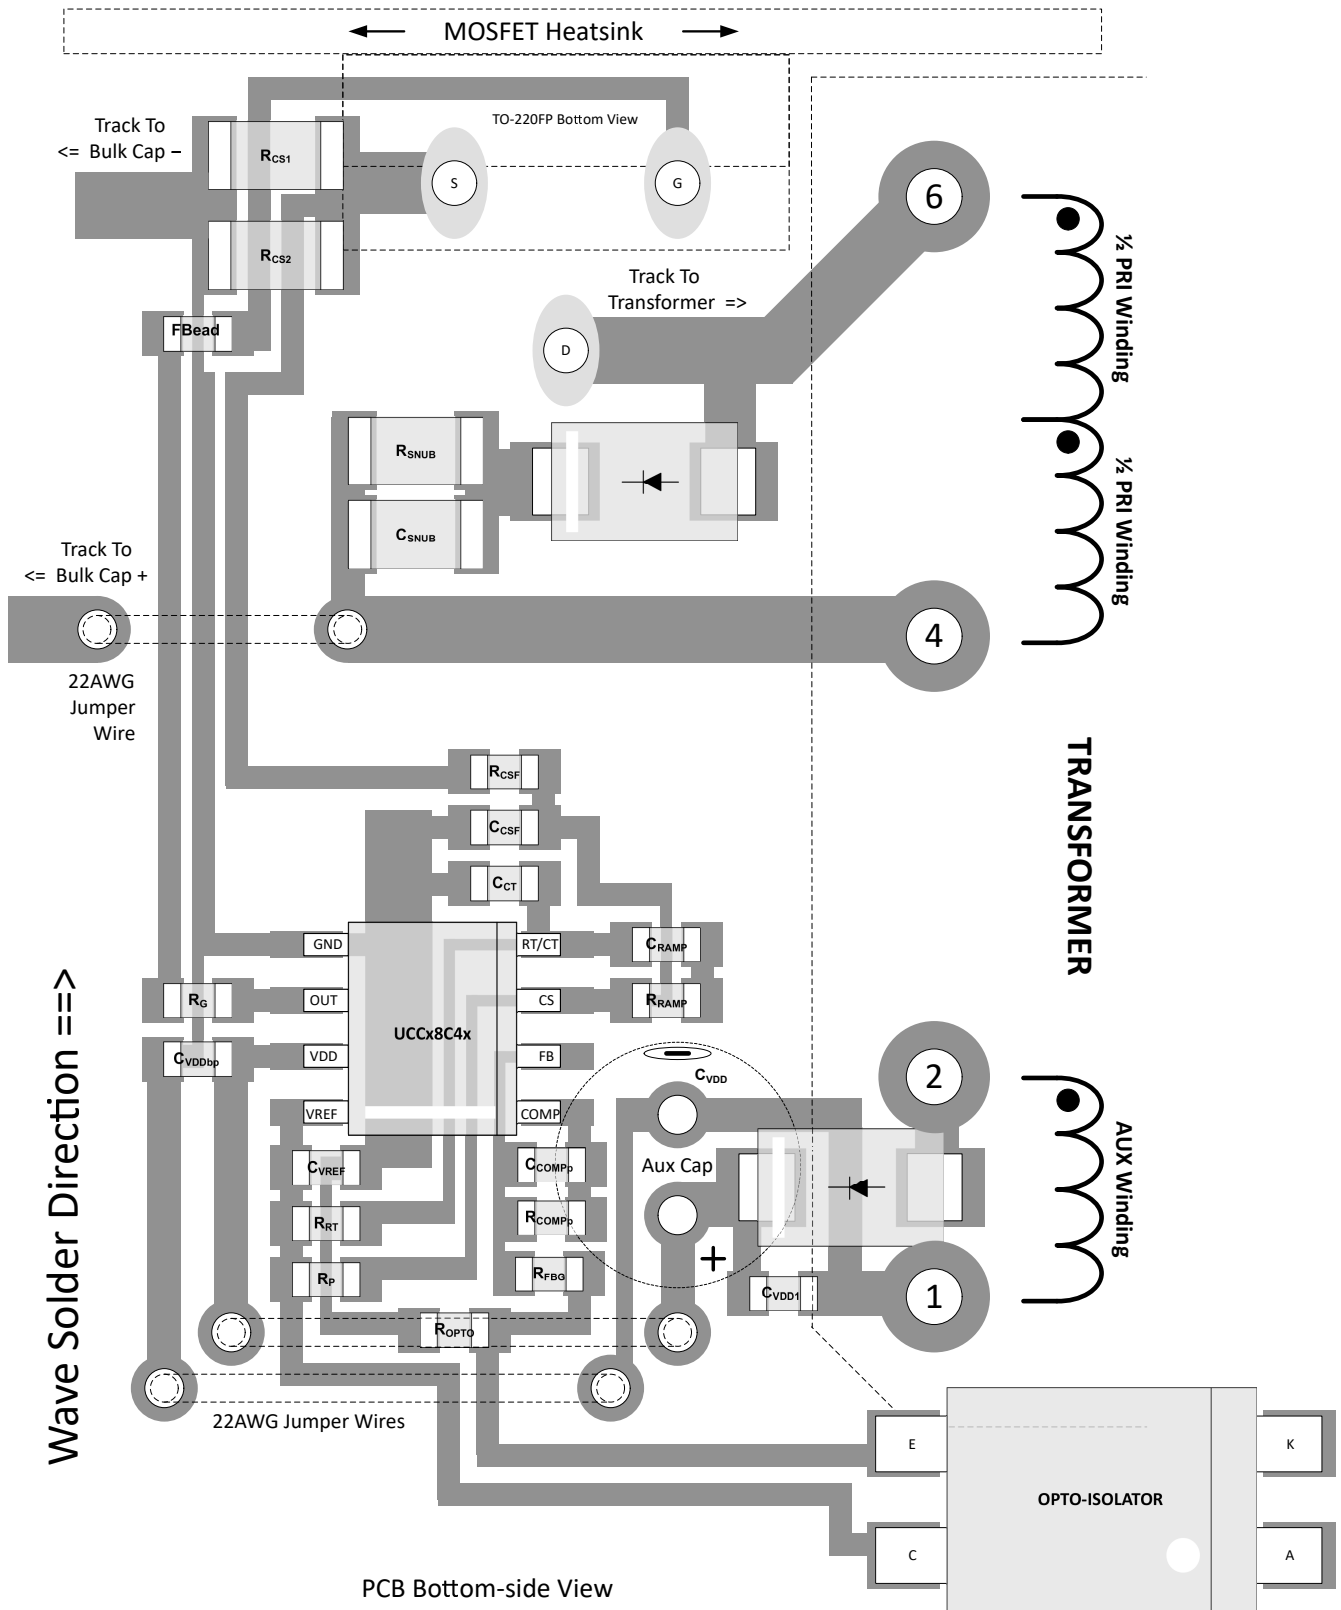 MOSFET Heatsink
Track To
<= Bulk Cap –
TO-220FP Bottom View
RCS1
S
G
6
RCS2
½ PRI Winding
Track To
Transformer =>
FBead
D
RSNUB
½ PRI Winding
CSNUB
Track To
<= Bulk Cap +
4
22AWG
Jumper
Wire
TRANSFORMER
RCSF
CCSF
CCT
GND
RT/CT
CRAMP
Wave Solder Direction ==>
RG
OUT
CS
RRAMP
UCCx8C4x
CVDDbp
VDD
FB
CVDD
2
VREF
COMP
AUX Winding
CVREF
CCOMPp
Aux Cap
RRT
RCOMPp
+
RP
RFBG
CVDD1
1
ROPTO
22AWG Jumper Wires
E
K
OPTO-ISOLATOR
C
A
PCB Bottom-side View